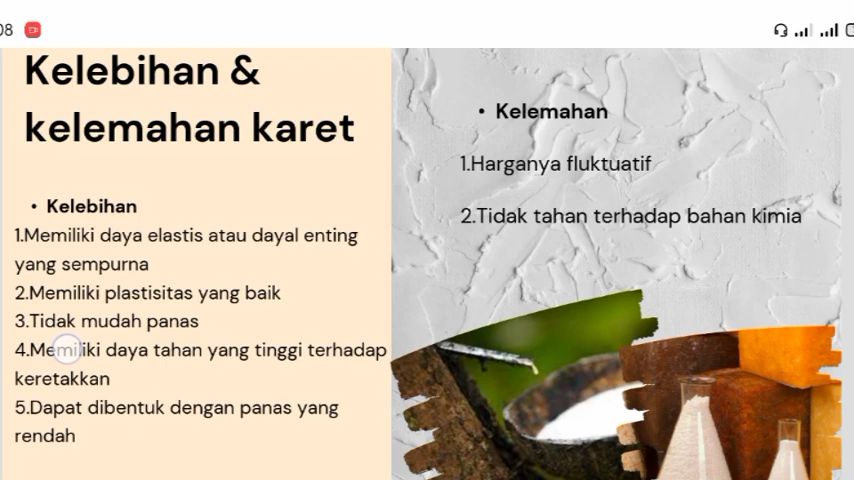 08
Kelebihan &
kelemahan karet
• Kelebihan
1.Memiliki daya elastis atau dayal enting
yang sempurna
2.Memiliki plastisitas yang baik
3.Tidak mudah panas
4.Memiliki daya tahan yang tinggi terhadap
keretakkan
5.Dapat dibentuk dengan panas yang
rendah
• Kelemahan
1.Harganya fluktuatif
2.Tidak tahan terhadap bahan kimia